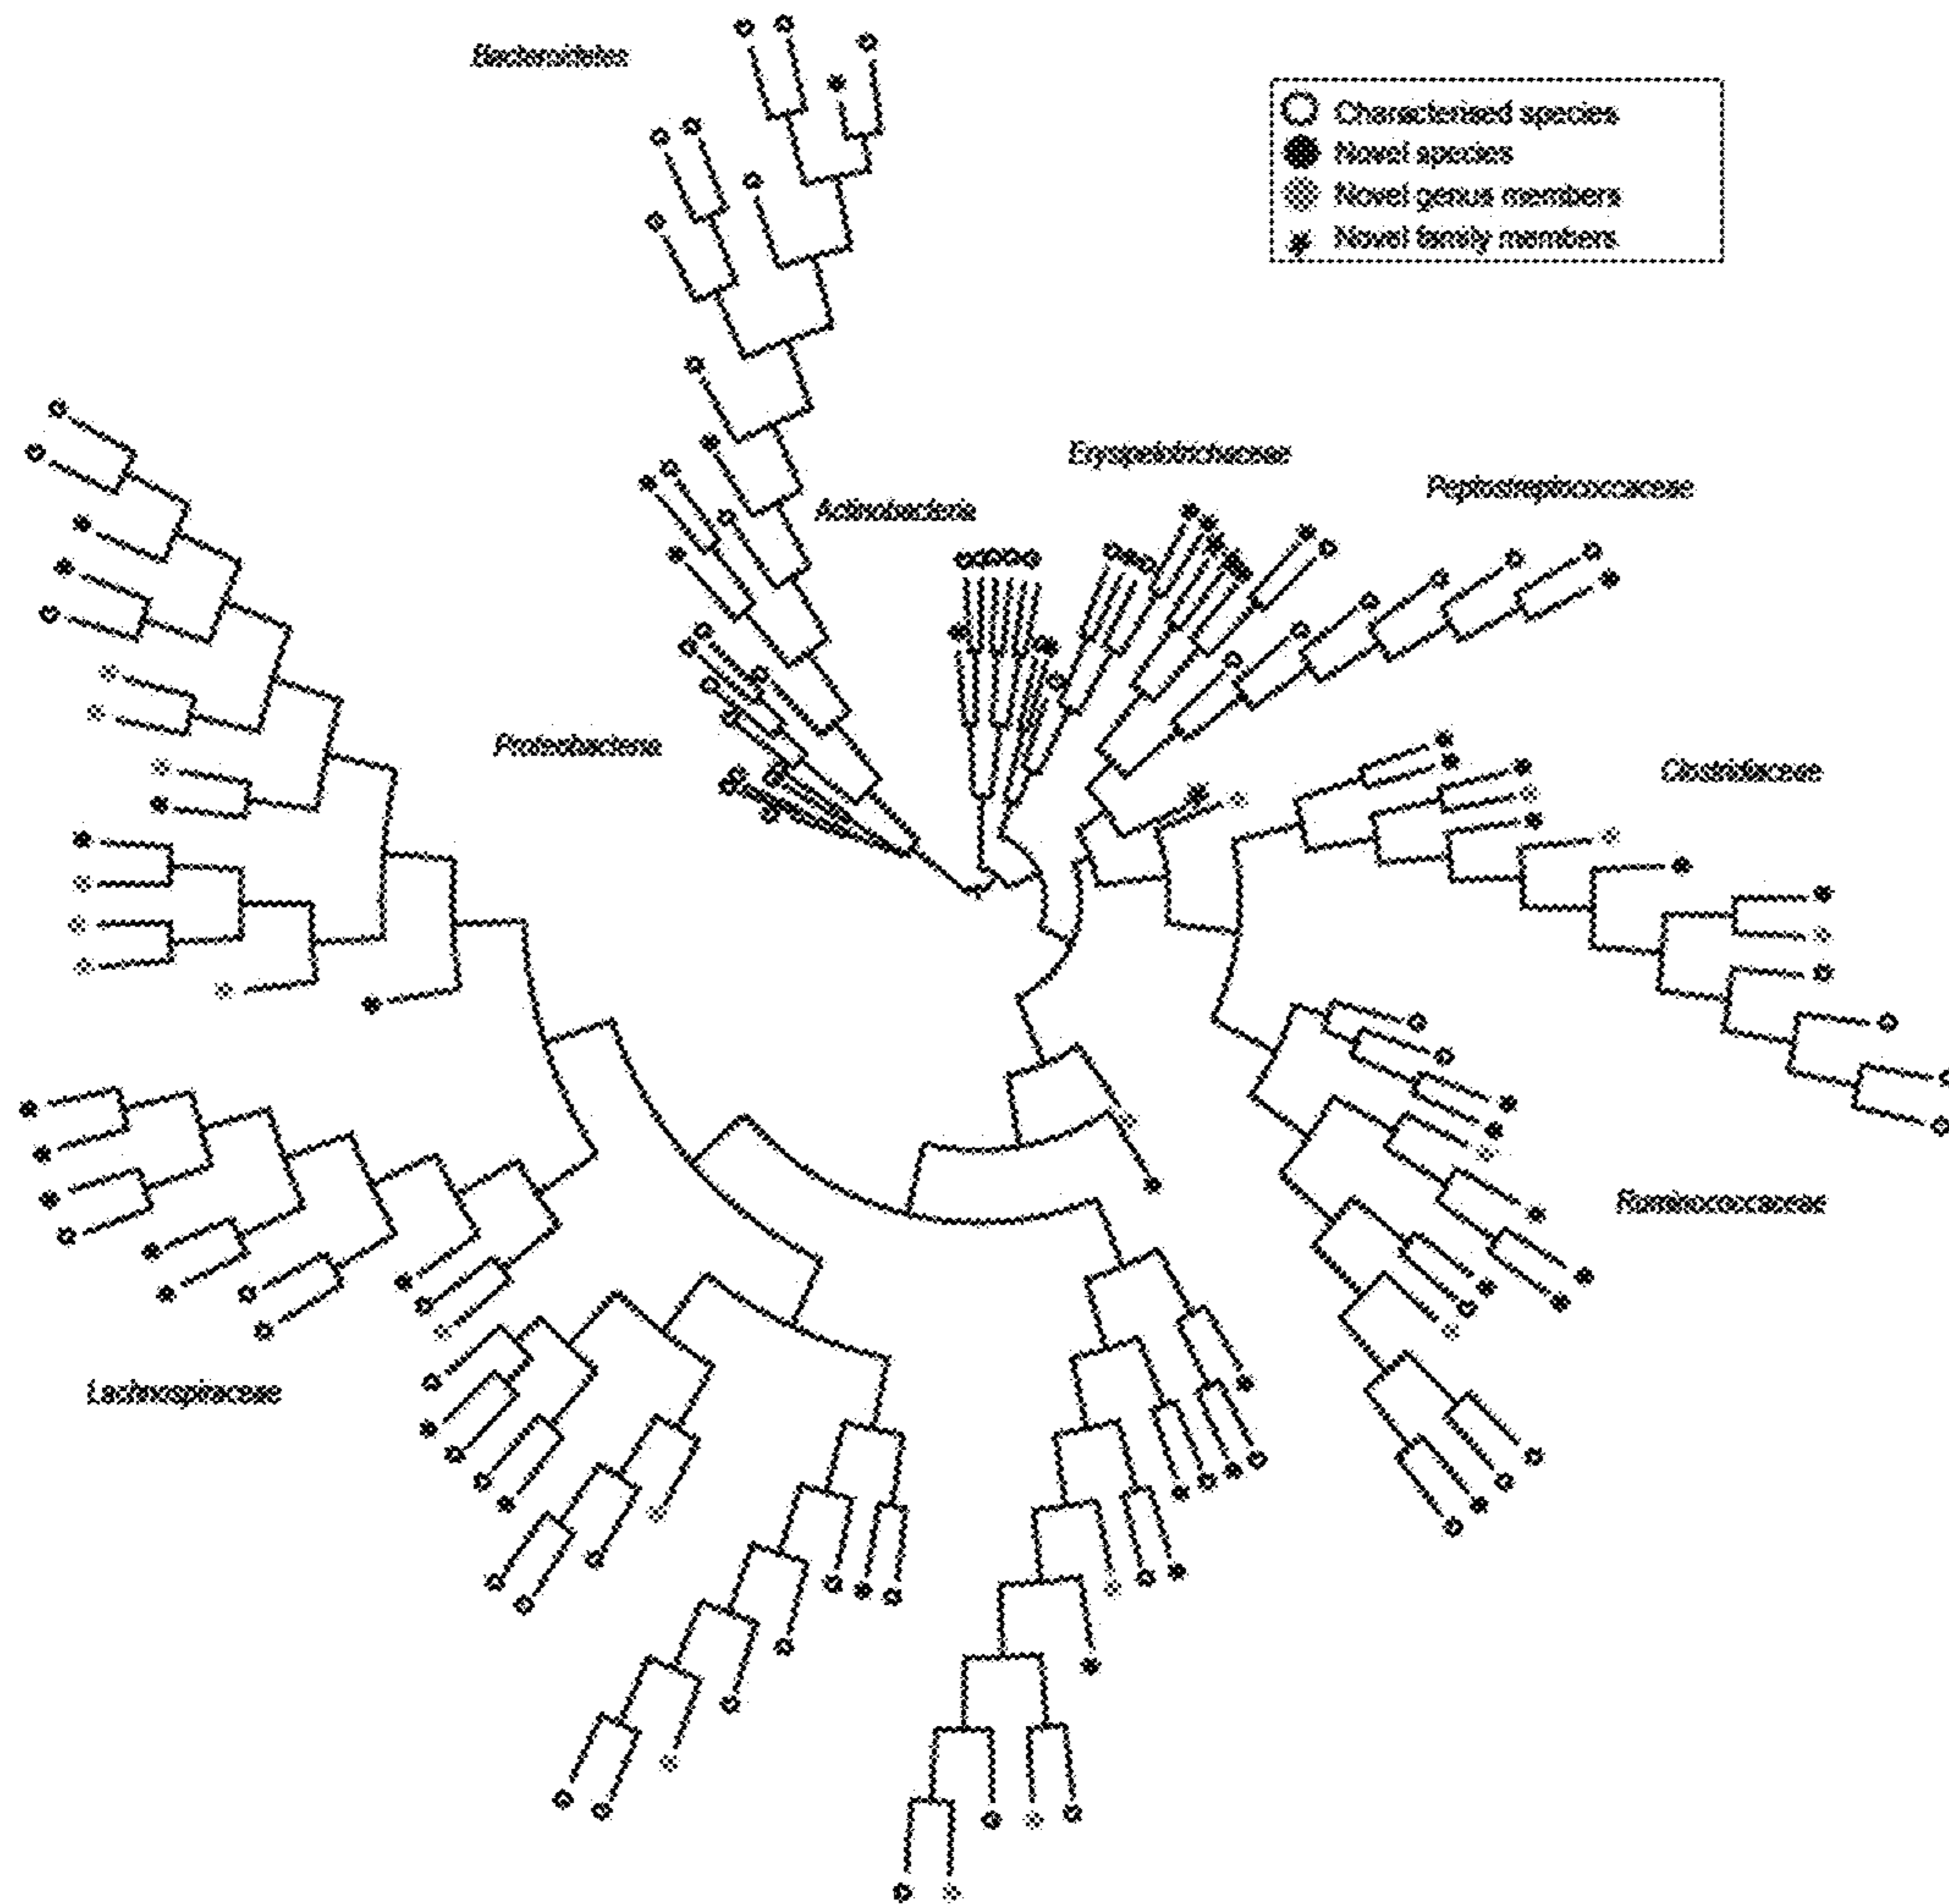 Bacteroidetes
Characterised species
Novel species
Novel genus members
Novel family members
Erysipelotrichaceae
Peptostreptococcaceae
Actinobacteria
Proteobacteria
Clostridiaceae
Ruminococcaceae
Lachnospiraceae